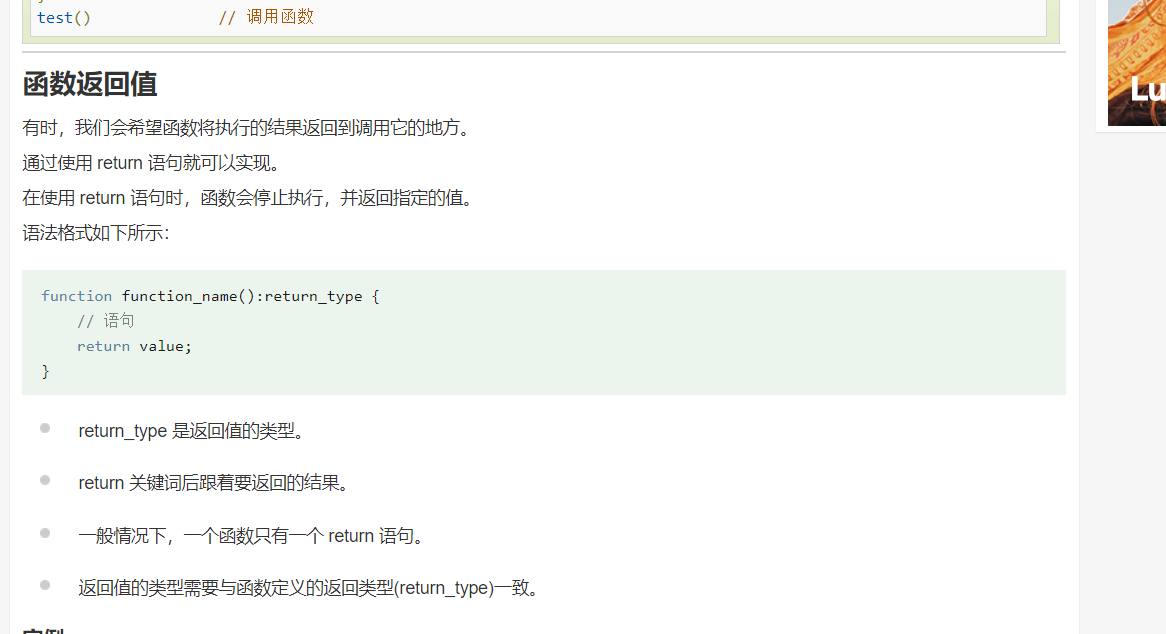 test() // 调用函数
函数返回值
有时，我们会希望函数将执行的结果返回到调用它的地方。
通过使用 return 语句就可以实现。
在使用 return 语句时，函数会停止执行，并返回指定的值。
语法格式如下所示：
function function_name():return_type {
// 语句
return value;
}
return_type 是返回值的类型。
return 关键词后跟着要返回的结果。
一般情况下，一个函数只有一个 return 语句。
返回值的类型需要与函数定义的返回类型(return_type)一致。
Lu